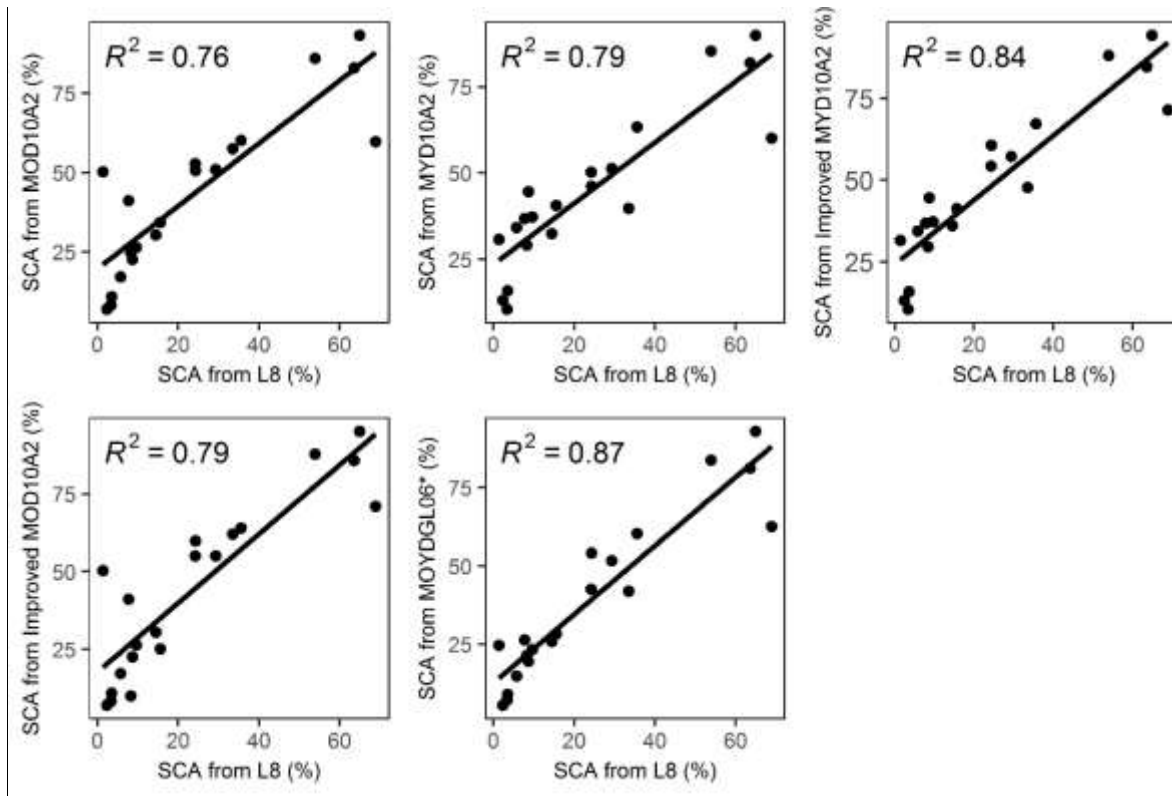 SCA from MOD10A2 (%)
R² = 0.76
75
50
25
0 20 40 60
SCA from L8 (%)
SCA from MYD10A2 (%)
R² = 0.79
75
50
25
0 20 40 60
SCA from L8 (%)
SCA from Improved MYD10A2 (%)
R² = 0.84
75
50
25
0 20 40 60
SCA from L8 (%)
SCA from Improved MOD10A2 (%)
R² = 0.79
75
50
25
0 20 40 60
SCA from L8 (%)
SCA from MOYDGL06* (%)
R² = 0.87
75
50
25
0 20 40 60
SCA from L8 (%)